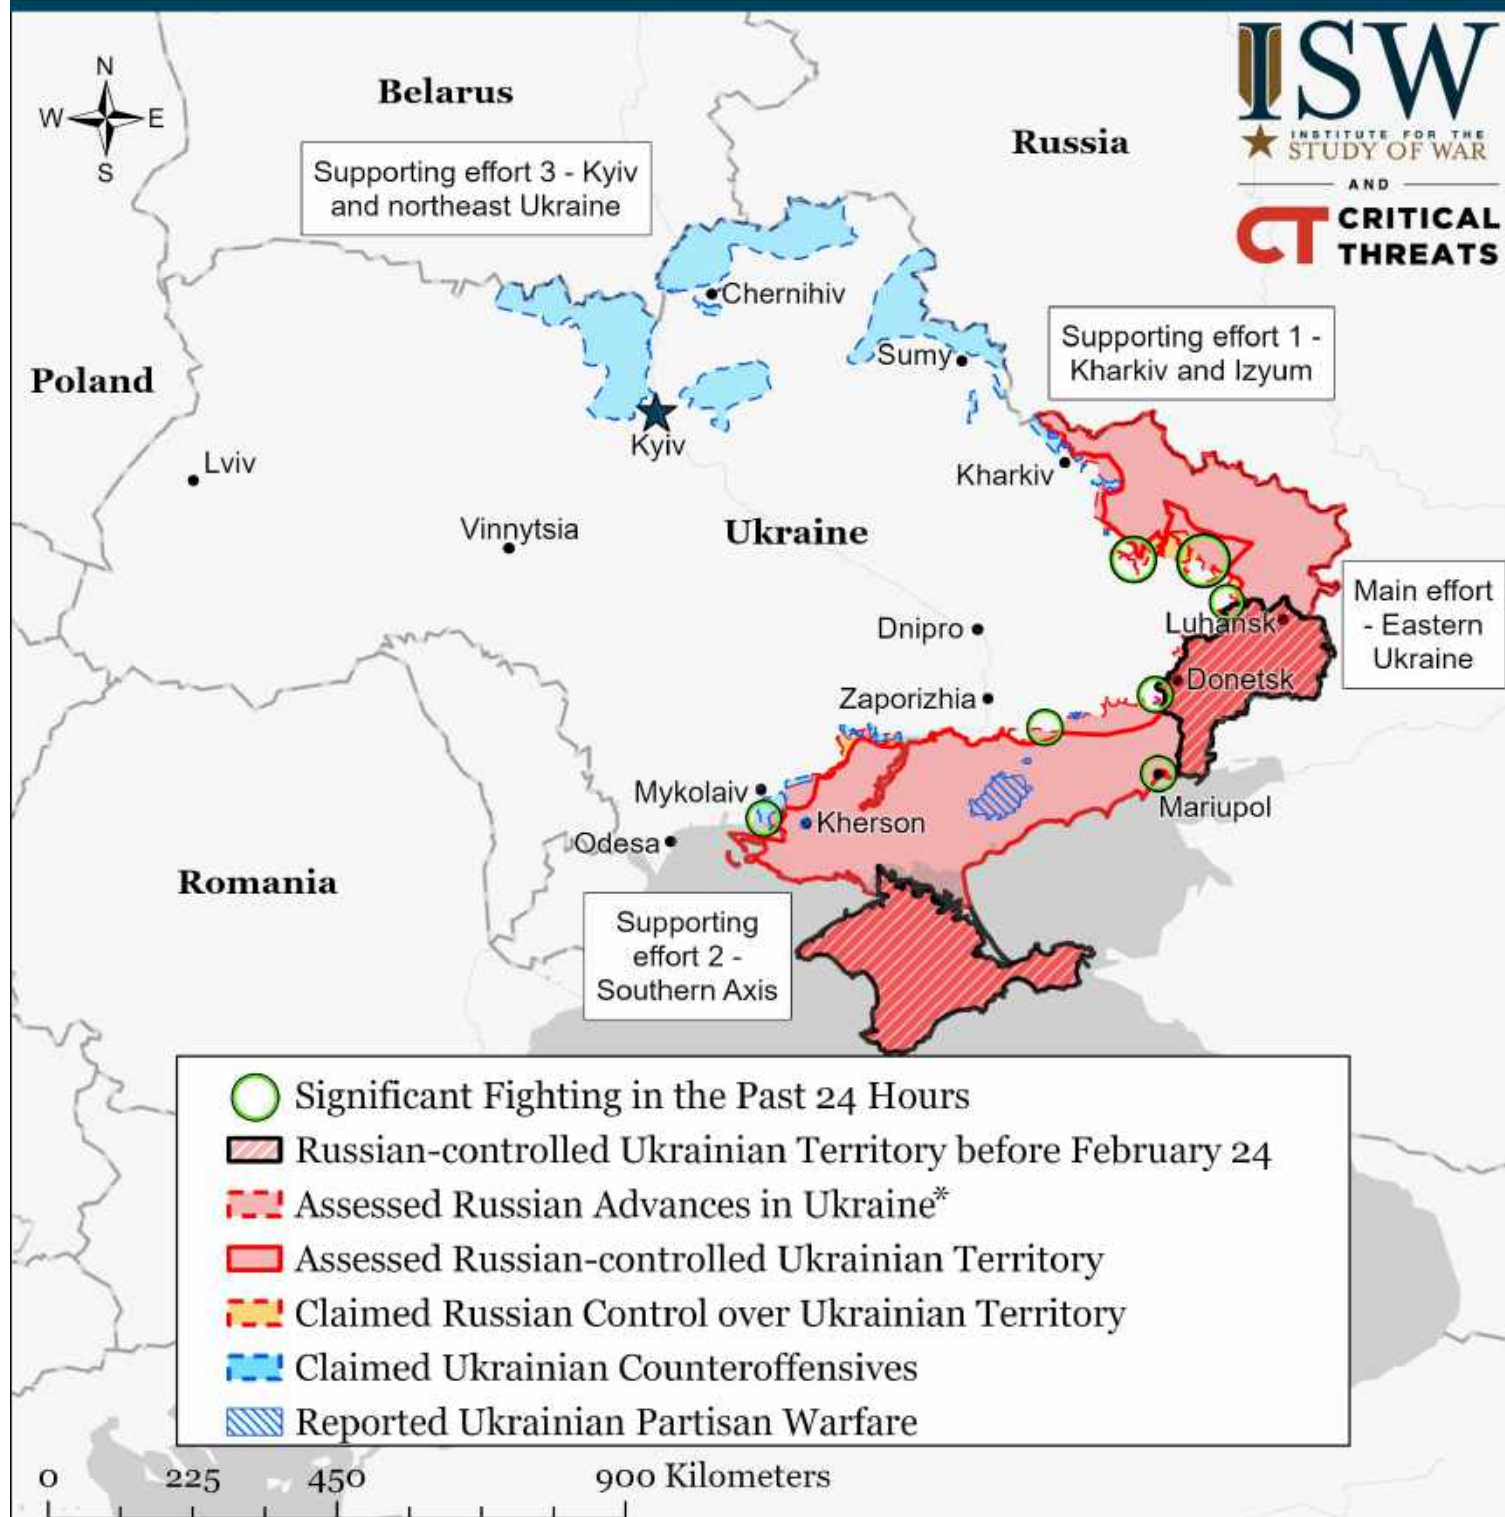 N
W E
S
Belarus
Russia
ISW
INSTITUTE FOR THE
STUDY OF WAR
AND
CT CRITICAL
THREATS
Supporting effort 3 - Kyiv
and northeast Ukraine
Chernihiv
Supporting effort 1 -
Kharkiv and Izyum
Sumy
Poland
Kyiv
Lviv
Kharkiv
Vinnytsia
Ukraine
Main effort
- Eastern
Ukraine
Dnipro
Luhansk
Donetsk
Zaporizhia
Mykolaiv
Mariupol
Kherson
Odesa
Romania
Supporting
effort 2 -
Southern Axis
Significant Fighting in the Past 24 Hours
Russian-controlled Ukrainian Territory before February 24
Assessed Russian Advances in Ukraine*
Assessed Russian-controlled Ukrainian Territory
Claimed Russian Control over Ukrainian Territory
Claimed Ukrainian Counteroffensives
Reported Ukrainian Partisan Warfare
0 225 450 900 Kilometers